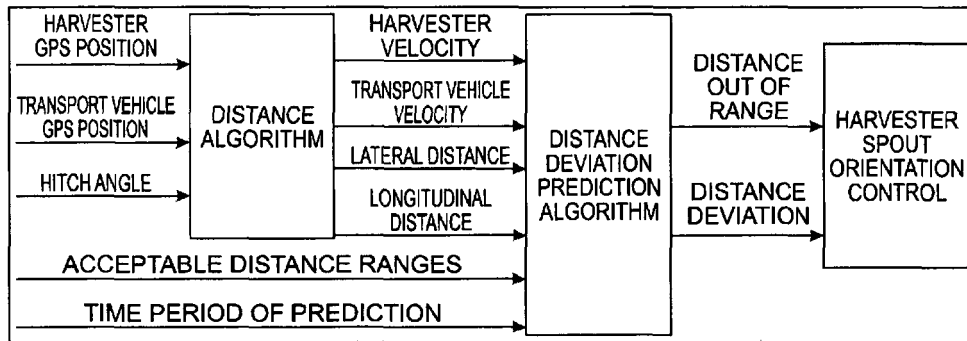 HARVESTER
GPS POSITION
TRANSPORT VEHICLE
GPS POSITION
HITCH ANGLE
DISTANCE
ALGORITHM
HARVESTER
VELOCITY
TRANSPORT VEHICLE
VELOCITY
LATERAL DISTANCE
LONGITUDINAL
DISTANCE
ACCEPTABLE DISTANCE RANGES
TIME PERIOD OF PREDICTION
DISTANCE
DEVIATION
PREDICTION
ALGORITHM
DISTANCE
OUT OF
RANGE
DISTANCE
DEVIATION
HARVESTER
SPOUT
ORIENTATION
CONTROL